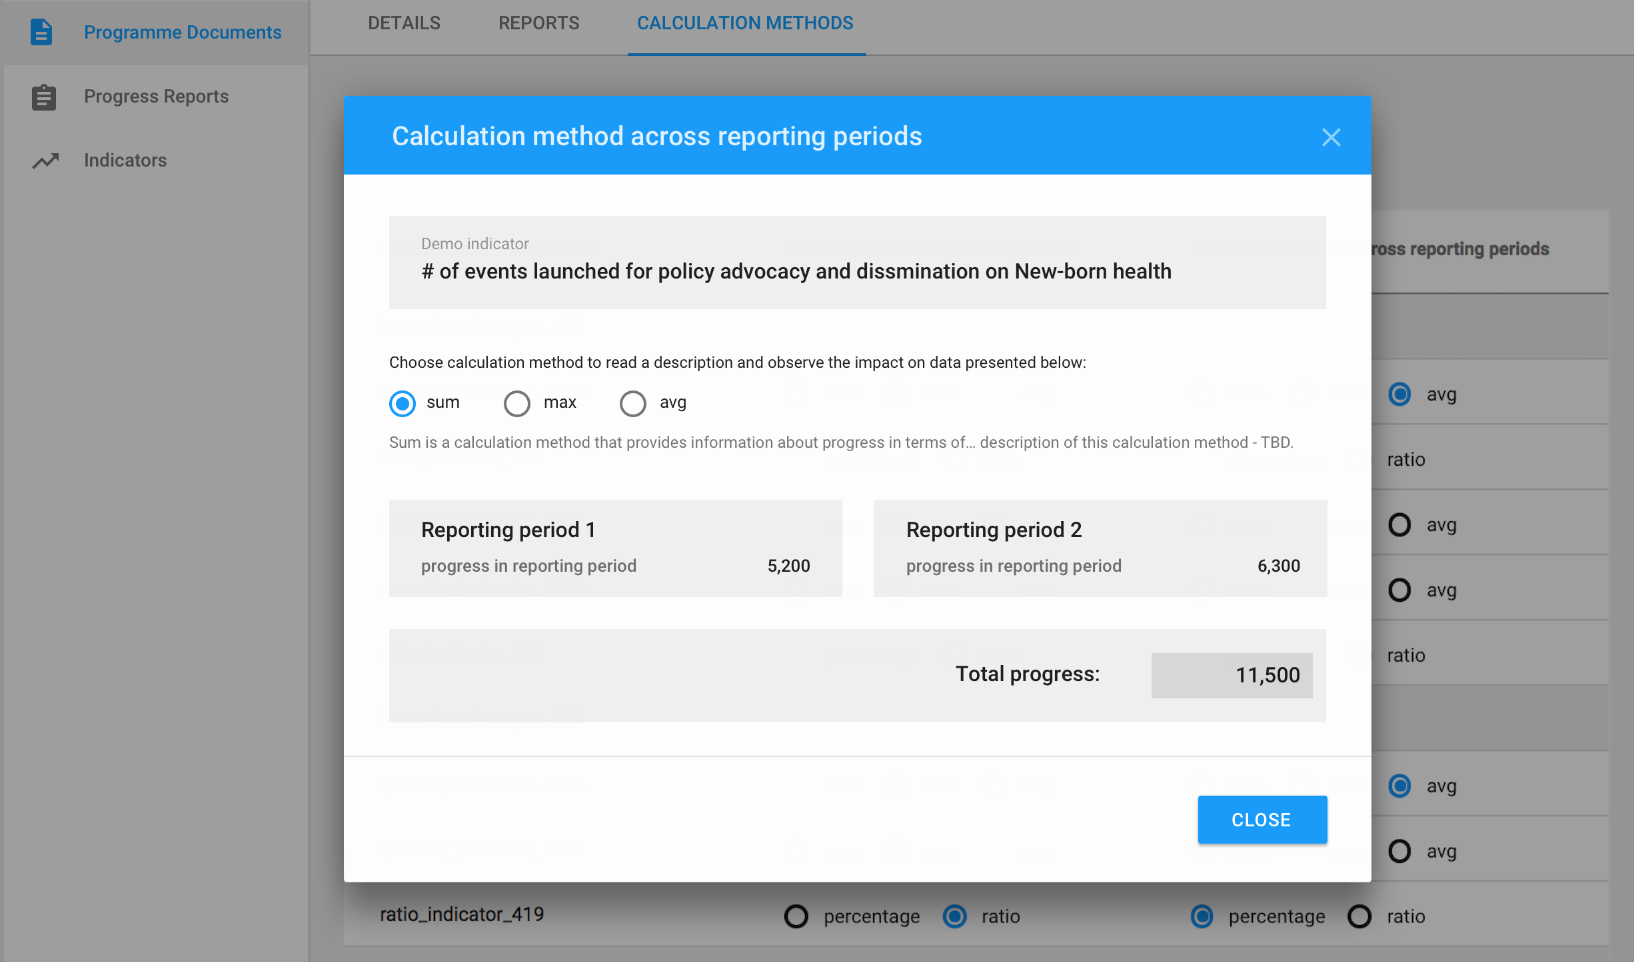 Programme Documents
Progress Reports
Indicators
DETAILS REPORTS CALCULATION METHODS
Calculation method across reporting periods
Demo indicator
# of events launched for policy advocacy and dissmination on New-born health
Choose calculation method to read a description and observe the impact on data presented below:
sum max avg
Sum is a calculation method that provides information about progress in terms of... description of this calculation method - TBD.
Reporting period 1
progress in reporting period 5,200
Reporting period 2
progress in reporting period 6,300
Total progress: 11,500
CLOSE
reporting periods
avg
ratio
avg
avg
ratio
avg
avg
ratio_indicator_419 percentage ratio percentage ratio